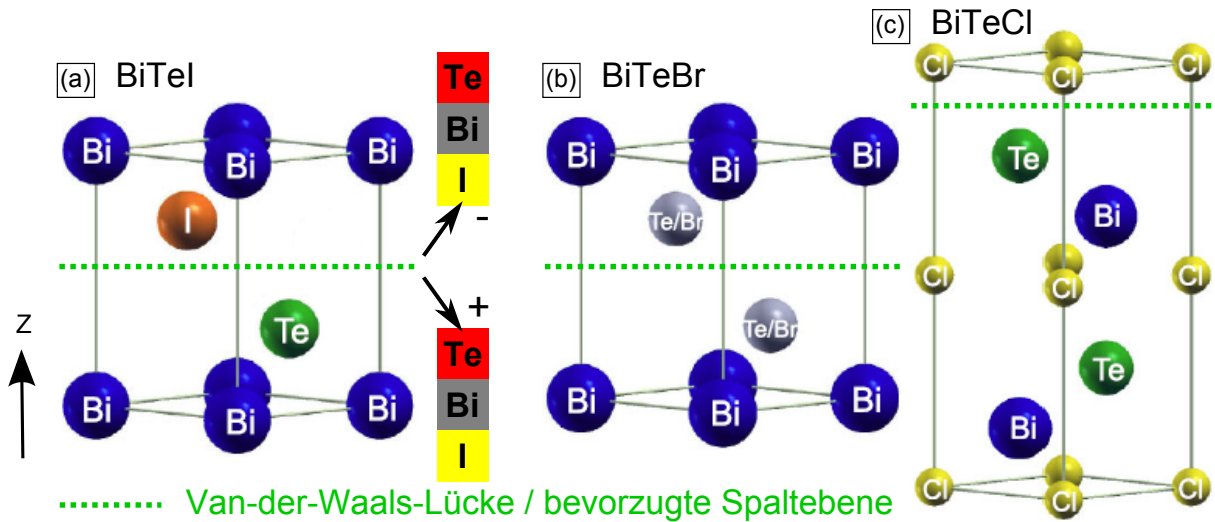 (a) BiTeI
Bi
Bi
Bi
I
Te
Bi
Bi
Bi
z
Te
Bi
I
-
+
Te
Bi
I
(b) BiTeBr
Bi
Bi
Bi
Te/Br
Te/Br
Bi
Bi
Bi
(c) BiTeCl
Cl
Cl
Cl
Te
Bi
Cl
Cl
Cl
Te
Bi
Cl
Cl
Cl
Van-der-Waals-Lücke / bevorzugte Spaltebene